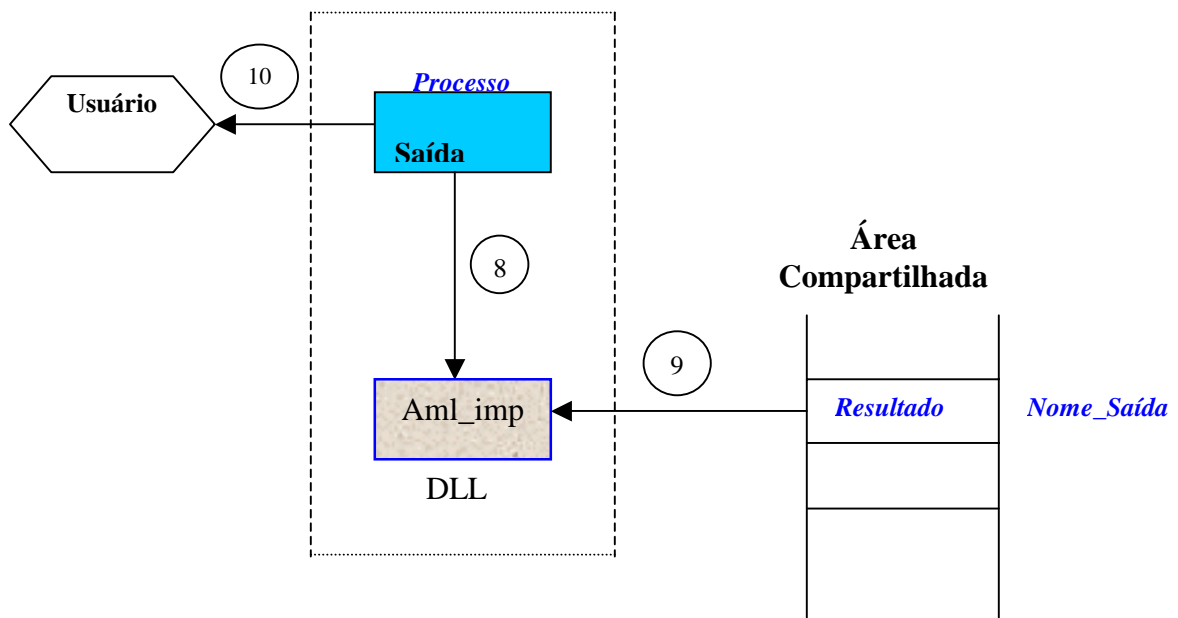 10
Processo
Usuário
Saída
Área
Compartilhada
8
9
Aml_imp
Resultado
Nome_Saída
DLL